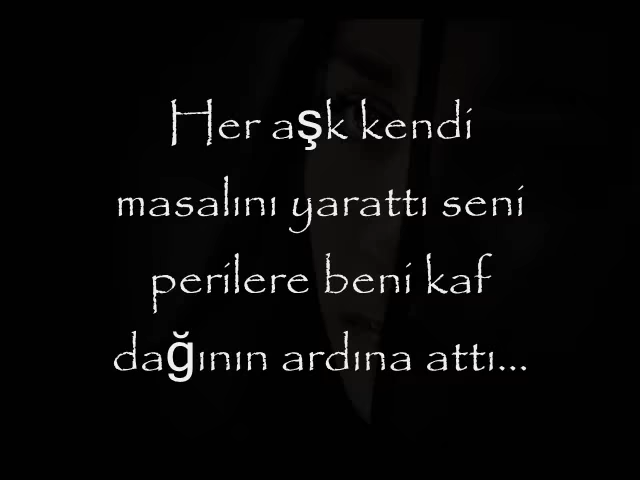 Her aşk kendi
masalını yarattı seni
perilere beni kaf
dağının ardına attı...